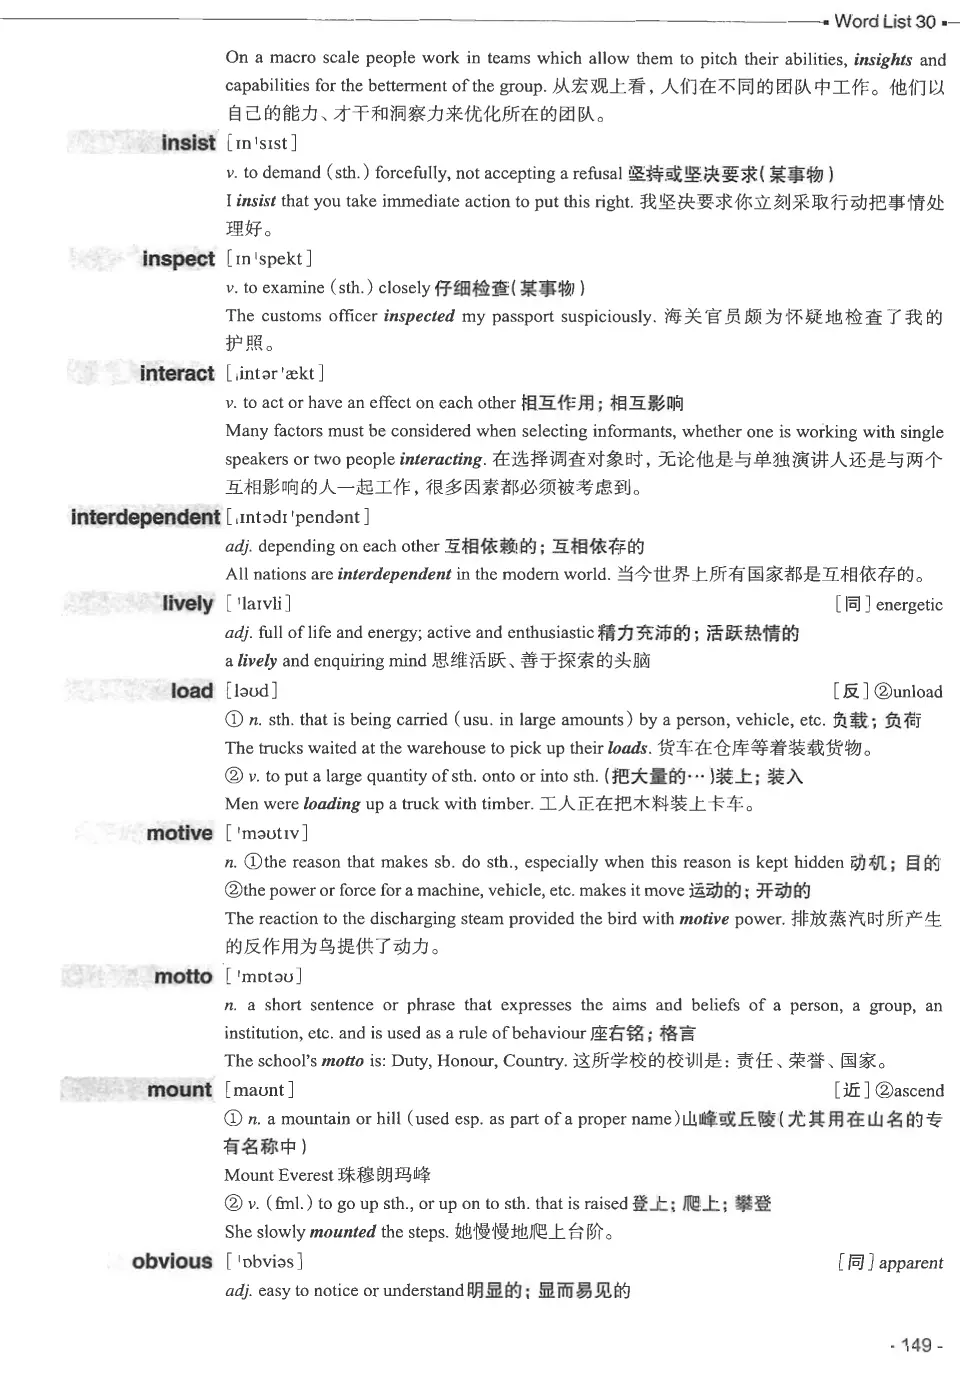 Word List 30
On a macro scale people work in teams which allow them to pitch their abilities, insights and
capabilities for the betterment of the group. 从宏观上看，人们在不同的团队中工作。他们以
自己的能力、才干和洞察力来优化所在的团队。
insist [ɪnˈsɪst]
v. to demand (sth.) forcefully, not accepting a refusal 坚持或坚决要求(某事物)
I insist that you take immediate action to put this right. 我坚决要求你立刻采取行动把事情处
理好。
inspect [ɪnˈspekt]
v. to examine (sth.) closely 仔细检查(某事物)
The customs officer inspected my passport suspiciously. 海关官员颇为怀疑地检查了我的
护照。
interact [ˌintərˈækt]
v. to act or have an effect on each other 相互作用；相互影响
Many factors must be considered when selecting informants, whether one is working with single
speakers or two people interacting. 在选择调查对象时，无论他是与单独演讲人还是与两个
互相影响的人一起工作，很多因素都必须被考虑到。
interdependent [ˌɪntədɪˈpendənt]
adj. depending on each other 互相依赖的；互相依存的
All nations are interdependent in the modern world. 当今世界上所有国家都是互相依存的。
lively [ˈlaɪvli] [同] energetic
adj. full of life and energy; active and enthusiastic 精力充沛的；活跃热情的
a lively and enquiring mind 思维活跃、善于探索的头脑
load [ləʊd] [反] ②unload
① n. sth. that is being carried (usu. in large amounts) by a person, vehicle, etc. 负载；负荷
The trucks waited at the warehouse to pick up their loads. 货车在仓库等着装载货物。
② v. to put a large quantity of sth. onto or into sth. (把大量的…)装上；装入
Men were loading up a truck with timber. 工人正在把木料装上卡车。
motive [ˈməʊtɪv]
n. ①the reason that makes sb. do sth., especially when this reason is kept hidden 动机；目的
②the power or force for a machine, vehicle, etc. makes it move 运动的；开动的
The reaction to the discharging steam provided the bird with motive power. 排放蒸汽时所产生
的反作用为鸟提供了动力。
motto [ˈmɒtəʊ]
n. a short sentence or phrase that expresses the aims and beliefs of a person, a group, an
institution, etc. and is used as a rule of behaviour 座右铭；格言
The school's motto is: Duty, Honour, Country. 这所学校的校训是：责任、荣誉、国家。
mount [maʊnt] [近] ②ascend
① n. a mountain or hill (used esp. as part of a proper name)山峰或丘陵(尤其用在山名的专
有名称中)
Mount Everest 珠穆朗玛峰
② v. (fml.) to go up sth., or up on to sth. that is raised 登上；爬上；攀登
She slowly mounted the steps. 她慢慢地爬上台阶。
obvious [ˈɒbviəs] [同] apparent
adj. easy to notice or understand 明显的；显而易见的
- 149 -